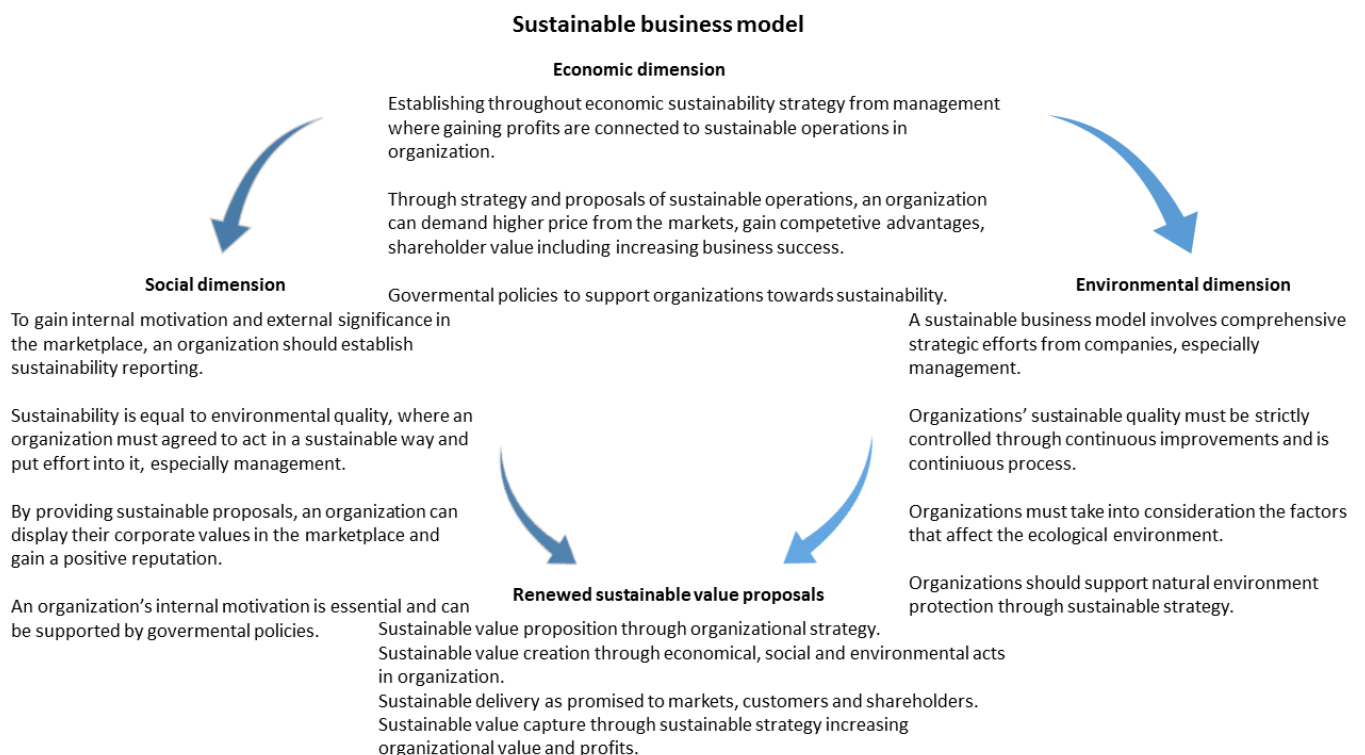 Sustainable business model
Economic dimension
Establishing throughout economic sustainability strategy from management
where gaining profits are connected to sustainable operations in
organization.
Through strategy and proposals of sustainable operations, an organization
can demand higher price from the markets, gain competetive advantages,
shareholder value including increasing business success.
Govermental policies to support organizations towards sustainability.
Social dimension
To gain internal motivation and external significance in
the marketplace, an organization should establish
sustainability reporting.
Sustainability is equal to environmental quality, where an
organization must agreed to act in a sustainable way and
put effort into it, especially management.
By providing sustainable proposals, an organization can
display their corporate values in the marketplace and
gain a positive reputation.
An organization's internal motivation is essential and can
be supported by govermental policies.
Environmental dimension
A sustainable business model involves comprehensive
strategic efforts from companies, especially
management.
Organizations' sustainable quality must be strictly
controlled through continuous improvements and is
continiuous process.
Organizations must take into consideration the factors
that affect the ecological environment.
Organizations should support natural environment
protection through sustainable strategy.
Renewed sustainable value proposals
Sustainable value proposition through organizational strategy.
Sustainable value creation through economical, social and environmental acts
in organization.
Sustainable delivery as promised to markets, customers and shareholders.
Sustainable value capture through sustainable strategy increasing
organizational value and profits.